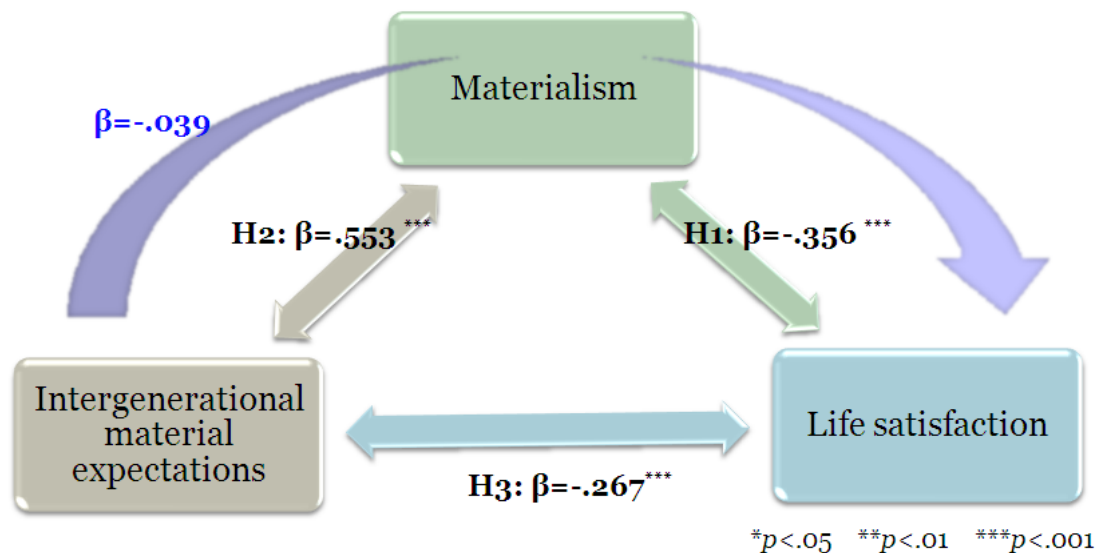 Materialism
β=-.039
H2: β=.553 ***
H1: β=-.356 ***
Intergenerational
material
expectations
Life satisfaction
H3: β=-.267***
*p<.05 **p<.01 ***p<.001